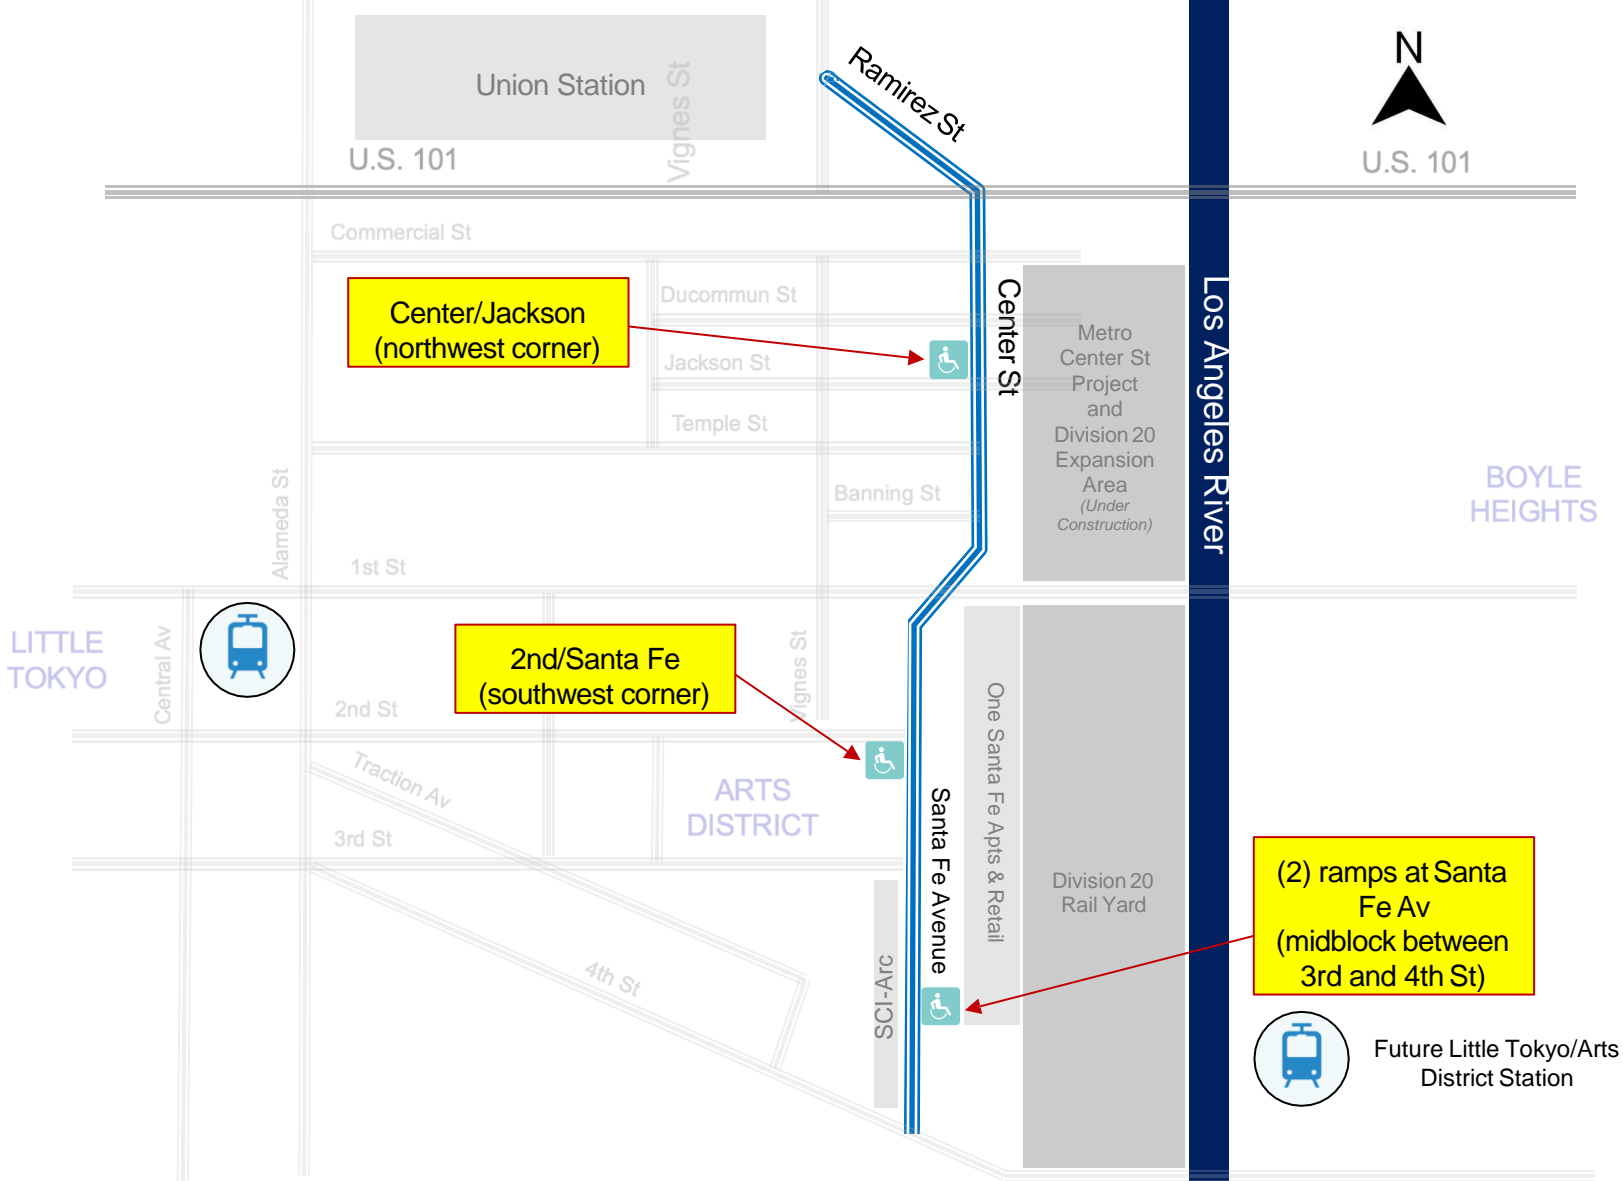 N
Ramirez St
Union Station
Vignes St
U.S. 101
U.S. 101
Commercial St
Center/Jackson
(northwest corner)
Ducommun St
Jackson St
Temple St
Center St
Metro
Center St
Project
and
Division 20
Expansion
Area
(Under
Construction)
Los Angeles River
Banning St
BOYLE
HEIGHTS
Alameda St
1st St
LITTLE
TOKYO
Central Av
2nd/Santa Fe
(southwest corner)
Vignes St
2nd St
Traction Av
ARTS
DISTRICT
3rd St
Santa Fe Avenue
One Santa Fe Apts & Retail
Division 20
Rail Yard
(2) ramps at Santa
Fe Av
(midblock between
3rd and 4th St)
4th St
SCI-Arc
Future Little Tokyo/Arts
District Station